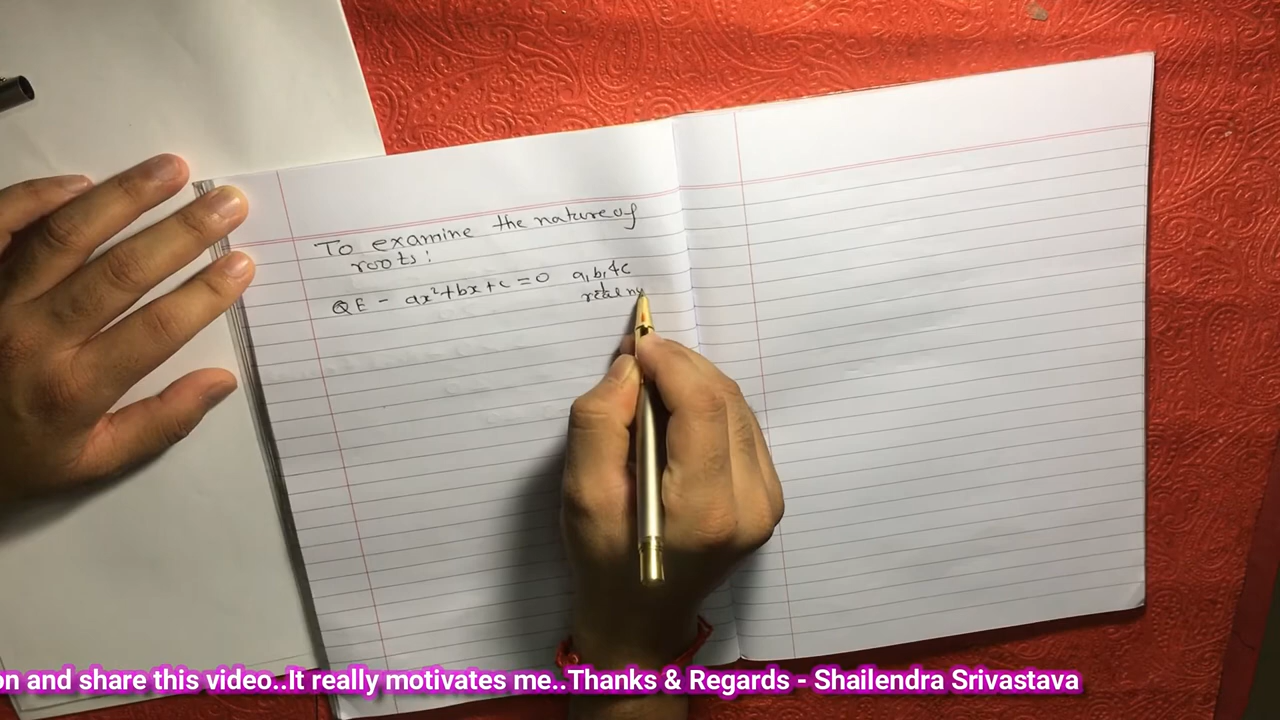 To examine the nature of
roots:
QE - ax²+bx+c=0 a, b, & c
real
on and share this video..It really motivates me..Thanks & Regards - Shailendra Srivastava